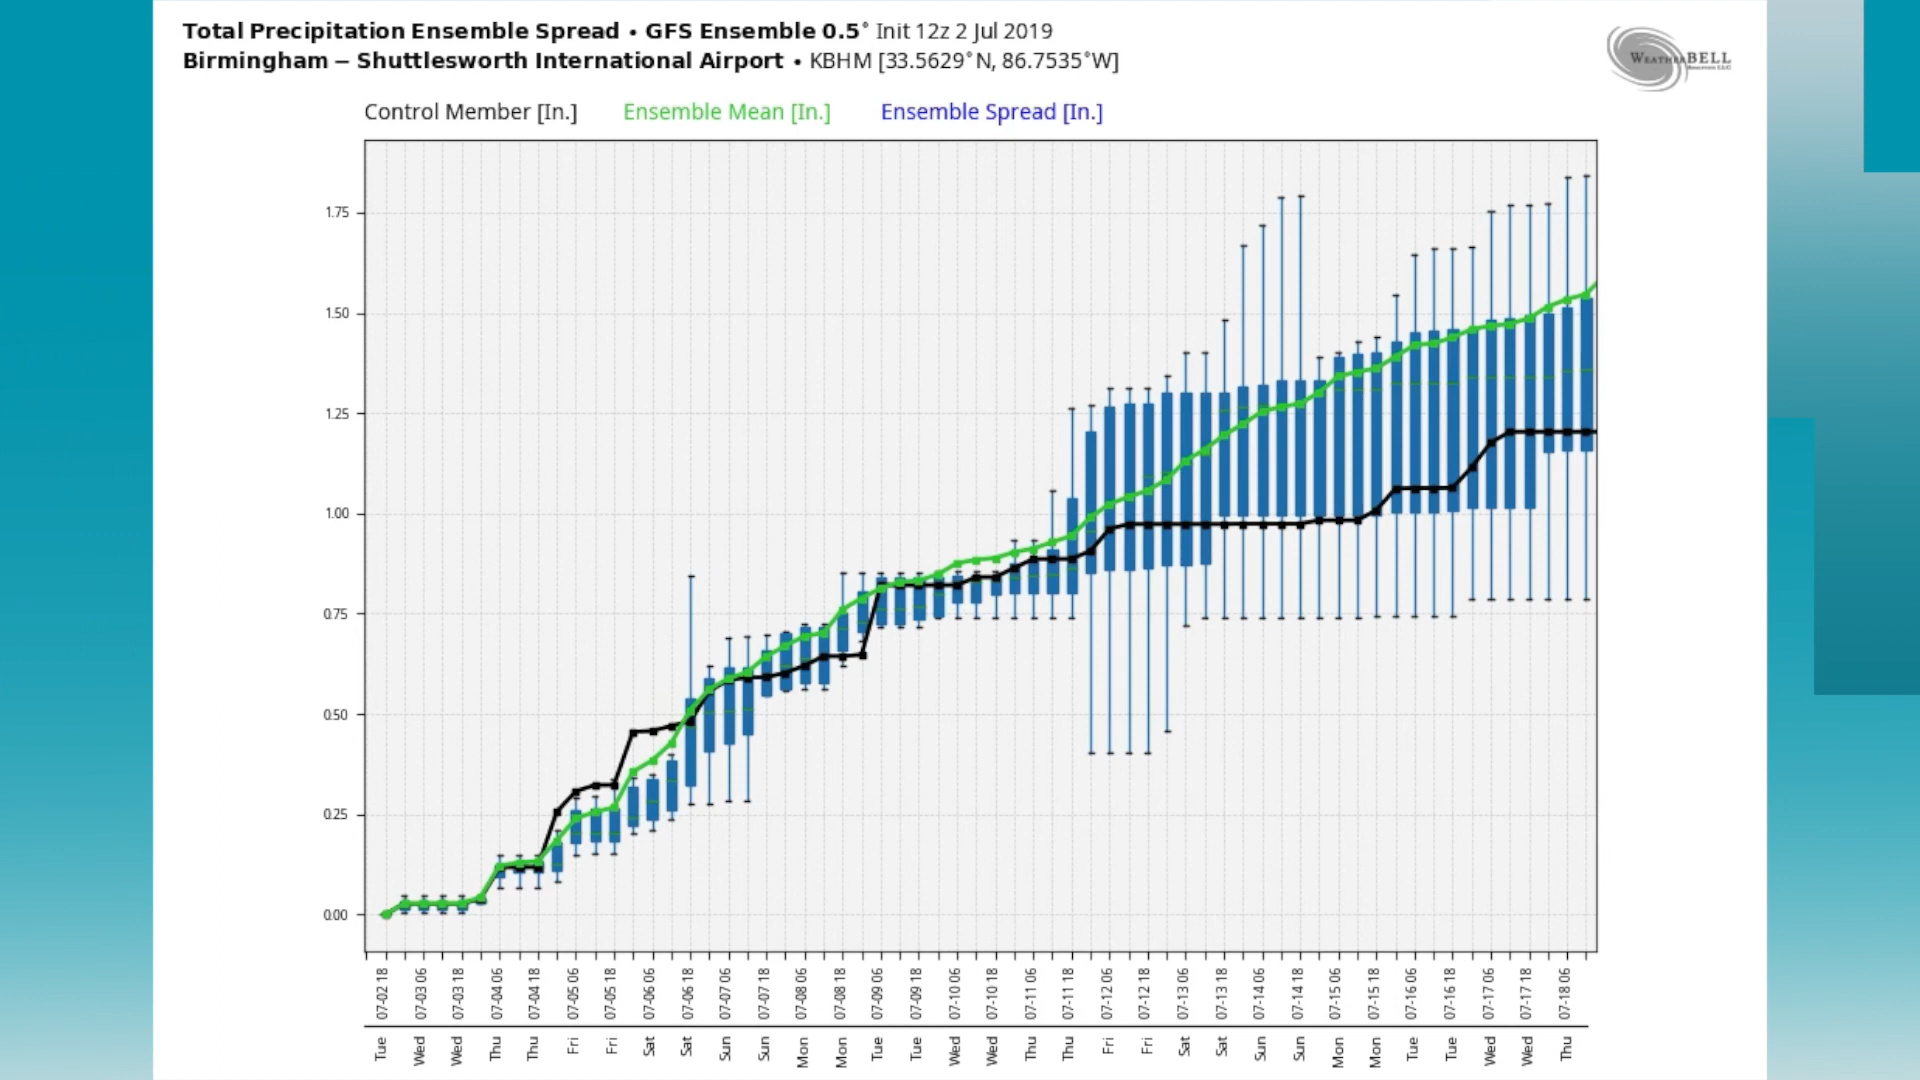 Total Precipitation Ensemble Spread • GFS Ensemble 0.5° Init 12z 2 Jul 2019
Birmingham – Shuttlesworth International Airport • KBHM [33.5629°N, 86.7535°W]
WEATHERBELL
Analytics LLC
Control Member [In.] Ensemble Mean [In.] Ensemble Spread [In.]
1.75
1.50
1.25
1.00
0.75
0.50
0.25
0.00
07-02 18 07-03 06 07-03 18 07-04 06 07-04 18 07-05 06 07-05 18 07-06 06 07-06 18 07-07 06 07-07 18 07-08 06 07-08 18 07-09 06 07-09 18 07-10 06 07-10 18 07-11 06 07-11 18 07-12 06 07-12 18 07-13 06 07-13 18 07-14 06 07-14 18 07-15 06 07-15 18 07-16 06 07-16 18 07-17 06 07-17 18 07-18 06
Tue Wed Wed Thu Thu Fri Fri Sat Sat Sun Sun Mon Mon Tue Tue Wed Wed Thu Thu Fri Fri Sat Sat Sun Sun Mon Mon Tue Tue Wed Wed Thu